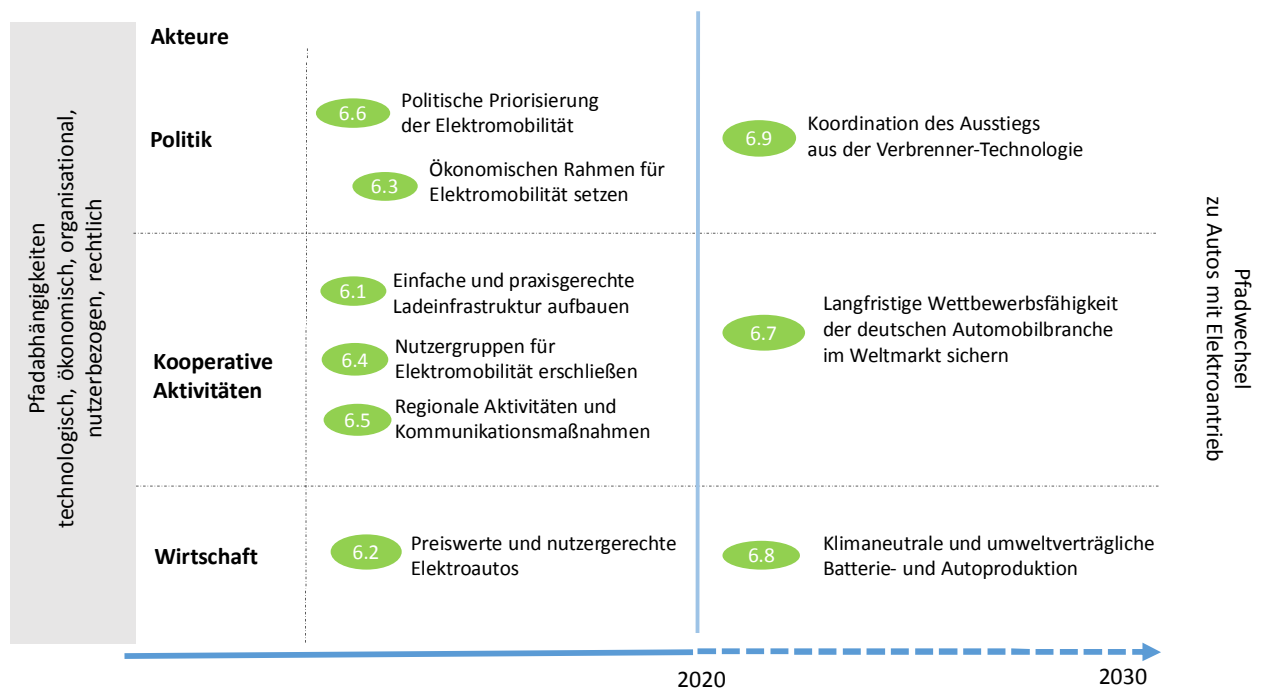 Pfadabhängigkeiten
technologisch, ökonomisch, organisational,
nutzerbezogen, rechtlich
Akteure
Politik
6.6
Politische Priorisierung
der Elektromobilität
6.3
Ökonomischen Rahmen für
Elektromobilität setzen
6.9
Koordination des Ausstiegs
aus der Verbrenner-Technologie
Kooperative
Aktivitäten
6.1
Einfache und praxisgerechte
Ladeinfrastruktur aufbauen
6.4
Nutzergruppen für
Elektromobilität erschließen
6.5
Regionale Aktivitäten und
Kommunikationsmaßnahmen
6.7
Langfristige Wettbewerbsfähigkeit
der deutschen Automobilbranche
im Weltmarkt sichern
Wirtschaft
6.2
Preiswerte und nutzergerechte
Elektroautos
6.8
Klimaneutrale und umweltverträgliche
Batterie- und Autoproduktion
Pfadwechsel
zu Autos mit Elektroantrieb
2020
2030